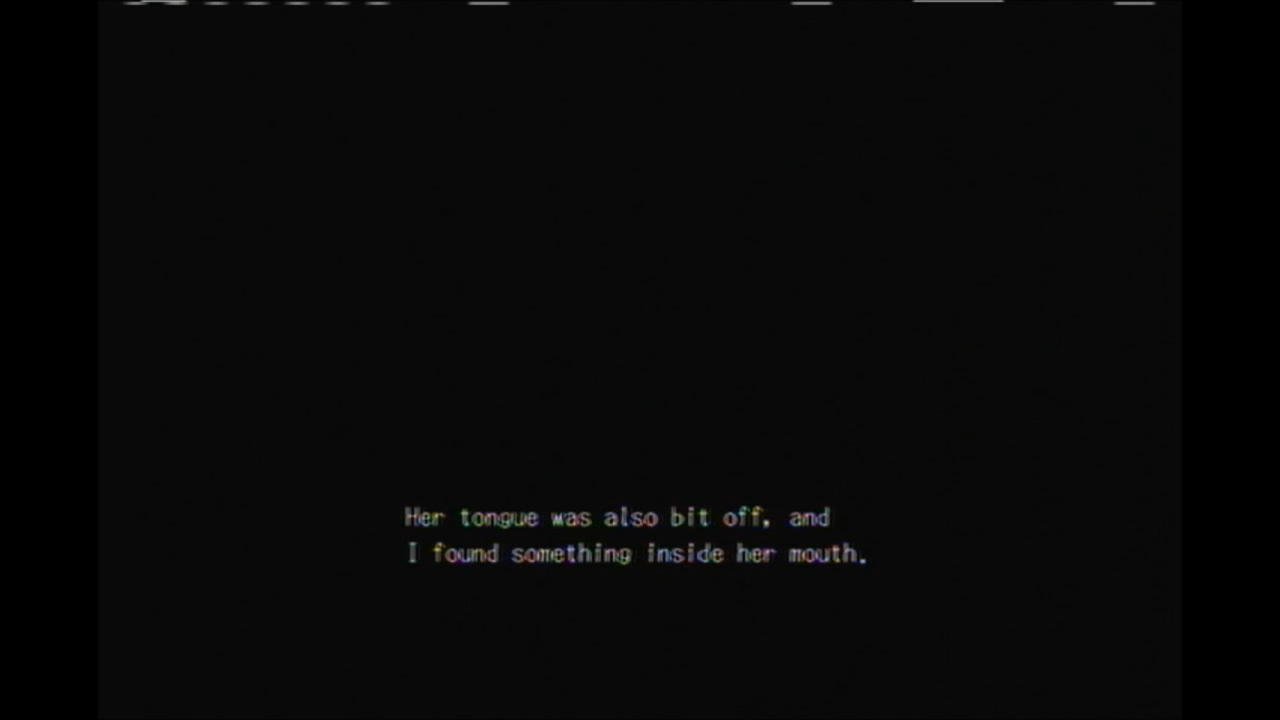 Her tongue was also bit off, and
I found something inside her mouth.